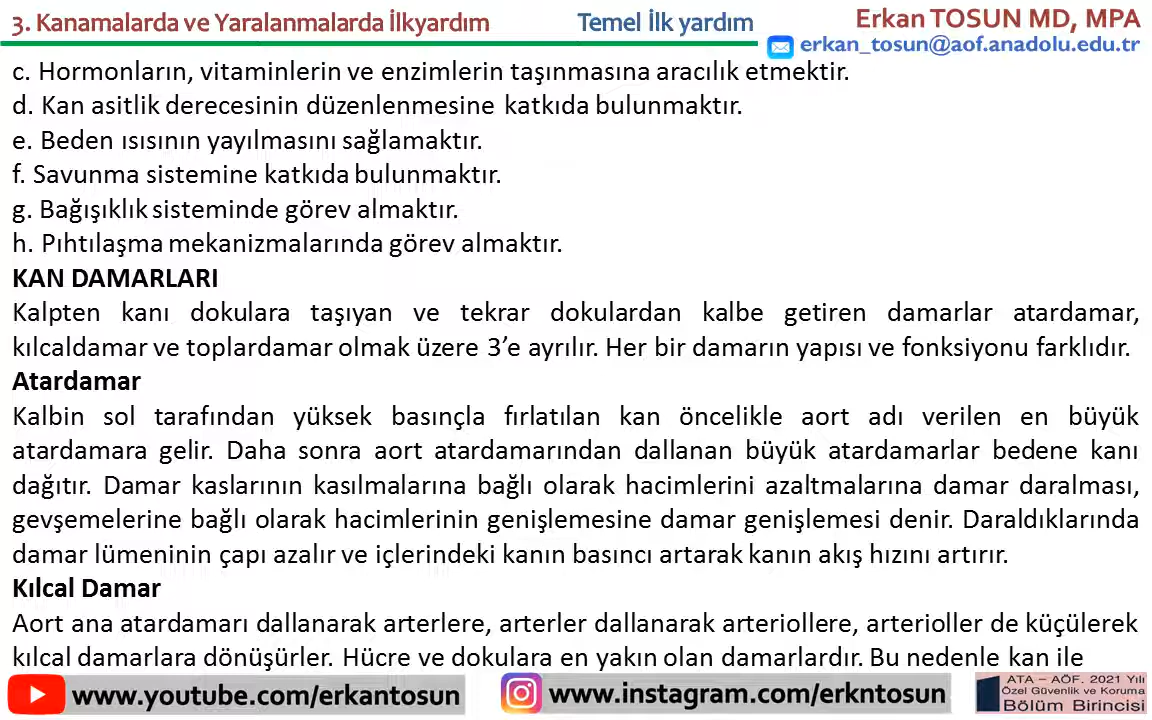 3. Kanamalarda ve Yaralanmalarda İlkyardım
Temel İlk yardım
Erkan TOSUN MD, MPA
erkan_tosun@aof.anadolu.edu.tr
c. Hormonların, vitaminlerin ve enzimlerin taşınmasına aracılık etmektir.
d. Kan asitlik derecesinin düzenlenmesine katkıda bulunmaktır.
e. Beden ısısının yayılmasını sağlamaktır.
f. Savunma sistemine katkıda bulunmaktır.
g. Bağışıklık sisteminde görev almaktır.
h. Pıhtılaşma mekanizmalarında görev almaktır.
KAN DAMARLARI
Kalpten kanı dokulara taşıyan ve tekrar dokulardan kalbe getiren damarlar atardamar,
kılcaldamar ve toplardamar olmak üzere 3’e ayrılır. Her bir damarın yapısı ve fonksiyonu farklıdır.
Atardamar
Kalbin sol tarafından yüksek basınçla fırlatılan kan öncelikle aort adı verilen en büyük
atardamara gelir. Daha sonra aort atardamarından dallanan büyük atardamarlar bedene kanı
dağıtır. Damar kaslarının kasılmalarına bağlı olarak hacimlerini azaltmalarına damar daralması,
gevşemelerine bağlı olarak hacimlerinin genişlemesine damar genişlemesi denir. Daraldıklarında
damar lümeninin çapı azalır ve içlerindeki kanın basıncı artarak kanın akış hızını artırır.
Kılcal Damar
Aort ana atardamarı dallanarak arterlere, arterler dallanarak arteriollere, arterioller de küçülerek
kılcal damarlara dönüşürler. Hücre ve dokulara en yakın olan damarlardır. Bu nedenle kan ile
www.youtube.com/erkantosun
www.instagram.com/erkntosun
ATA – AÖF. 2021 Yılı
Özel Güvenlik ve Koruma
Bölüm Birincisi